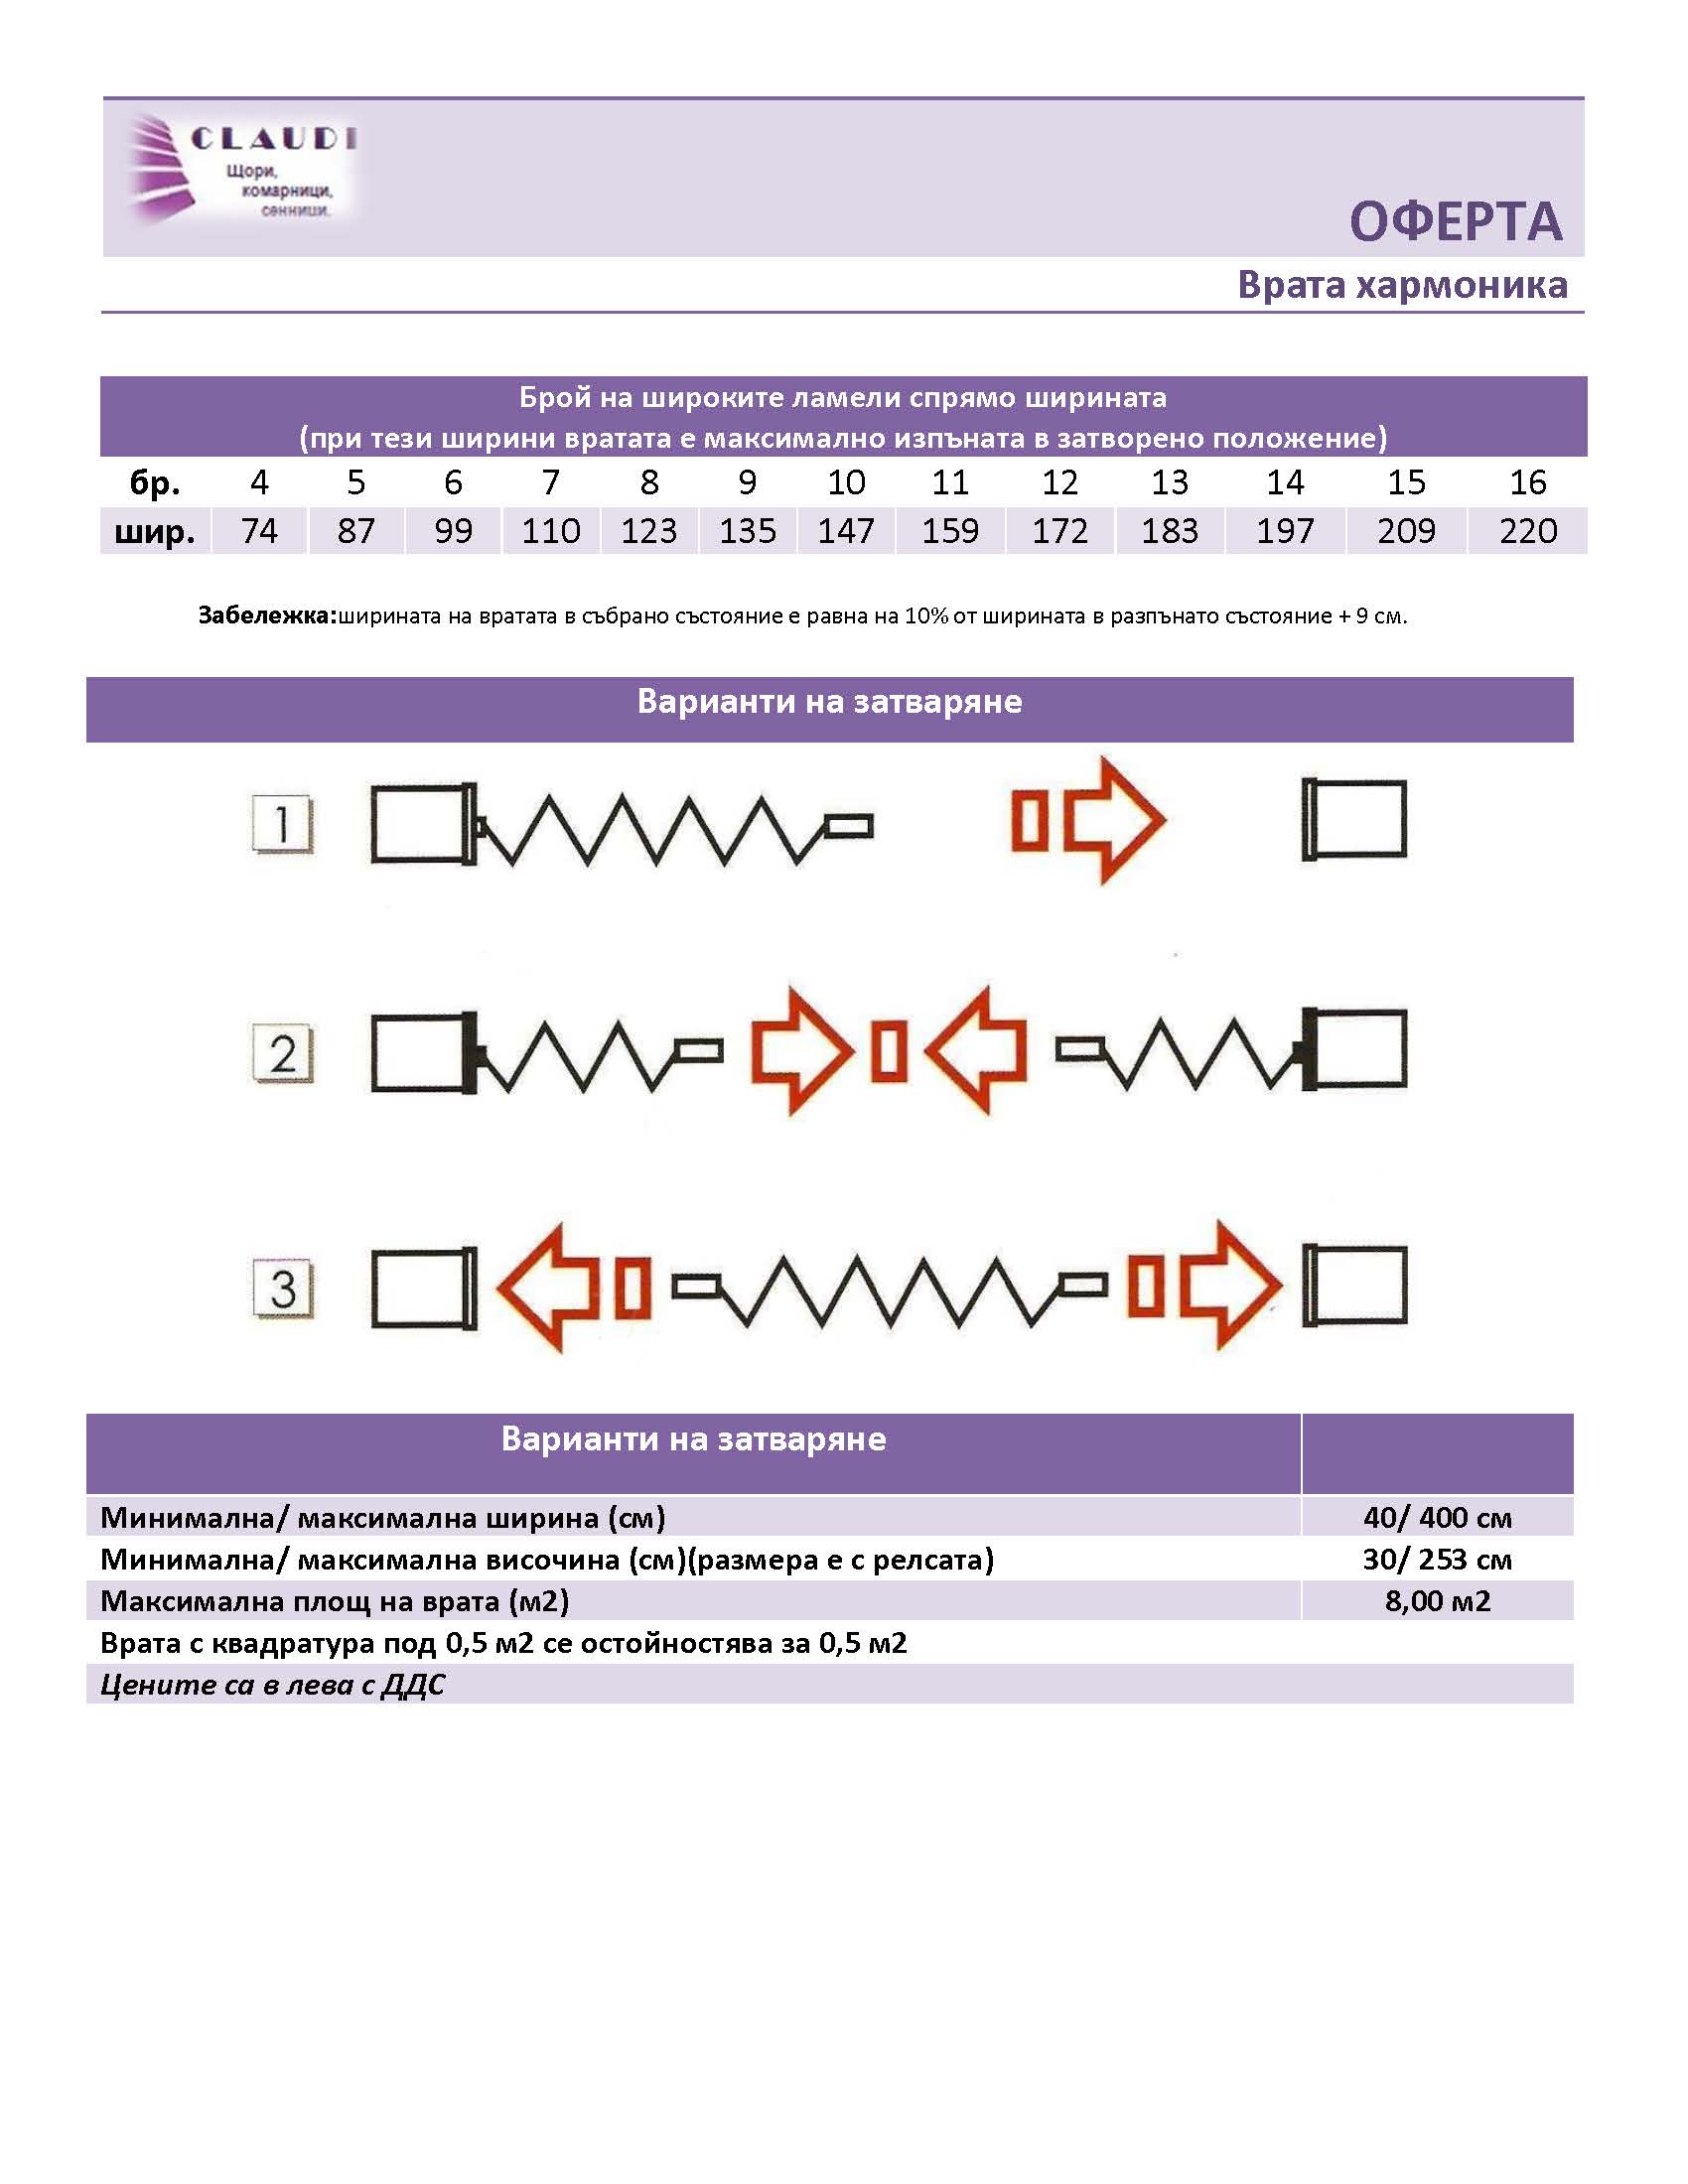 CLAUDI
Щори,
комарници,
сенници.
ОФЕРТА
Врата хармоника
Брой на широките ламели спрямо ширината
(при тези ширини вратата е максимално изпъната в затворено положение)
бр. 4 5 6 7 8 9 10 11 12 13 14 15 16
шир. 74 87 99 110 123 135 147 159 172 183 197 209 220
Забележка:ширината на вратата в събрано състояние е равна на 10% от ширината в разпънато състояние + 9 см.
Варианти на затваряне
1
2
3
Варианти на затваряне
Минимална/ максимална ширина (см) 40/ 400 см
Минимална/ максимална височина (см)(размера е с релсата) 30/ 253 см
Максимална площ на врата (м2) 8,00 м2
Врата с квадратура под 0,5 м2 се остойностява за 0,5 м2
Цените са в лева с ДДС